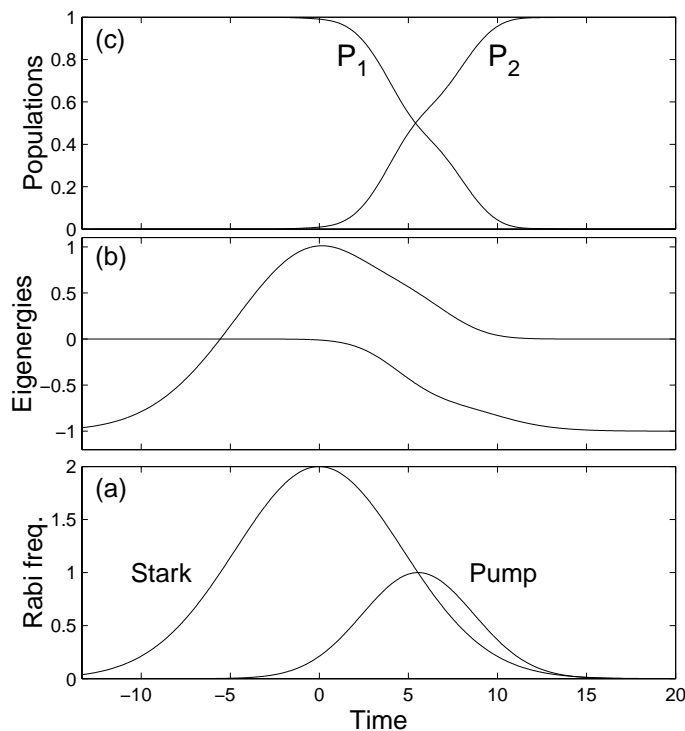 (c)
P1
P2
Populations
1
0.8
0.6
0.4
0.2
0
(b)
Eigenenergies
1
0.5
0
−0.5
−1
(a)
Rabi freq.
2
1.5
1
0.5
0
Stark
Pump
−10
−5
0
5
10
15
20
Time